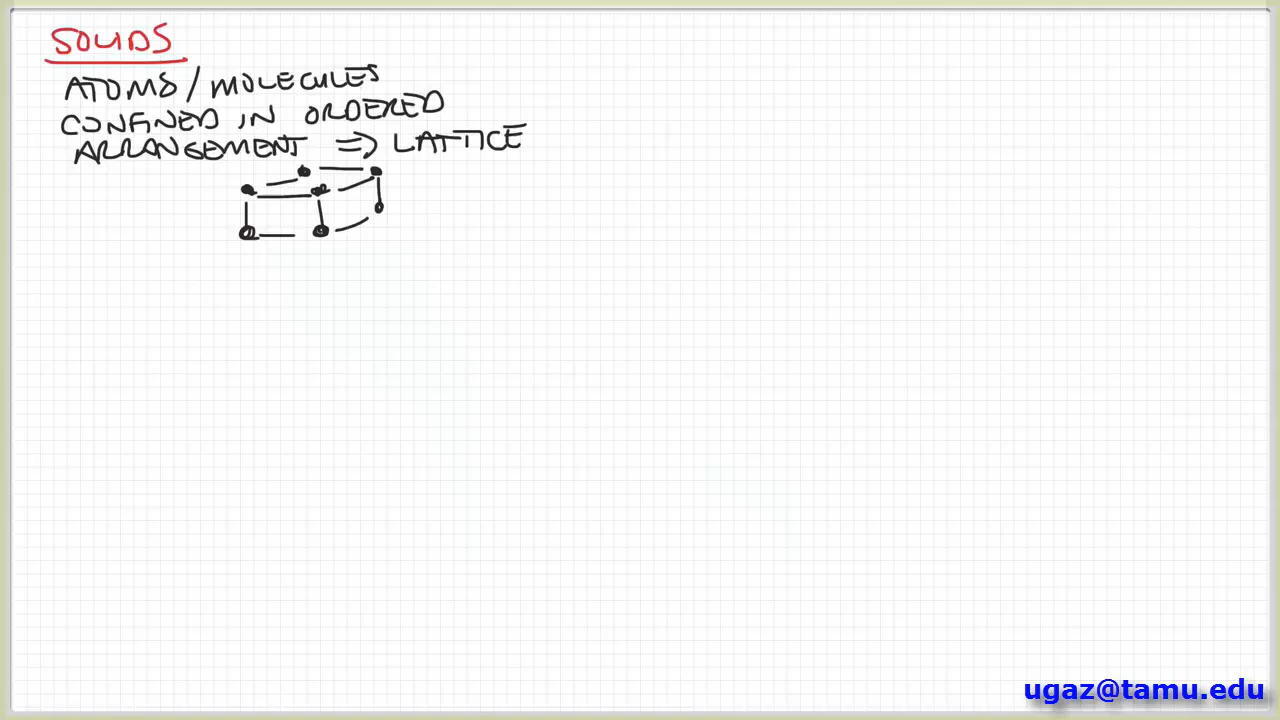 SOLIDS
ATOMS / MOLECULES
CONFINED IN ORDERED
ARRANGEMENT => LATTICE
ugaz@tamu.edu